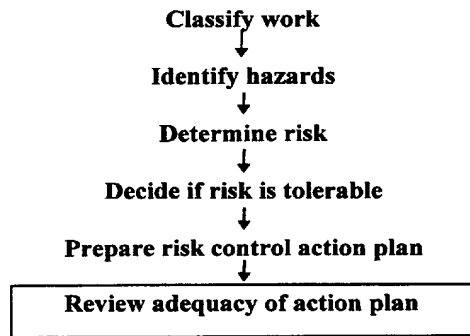 Classify work
Identify hazards
Determine risk
Decide if risk is tolerable
Prepare risk control action plan
Review adequacy of action plan